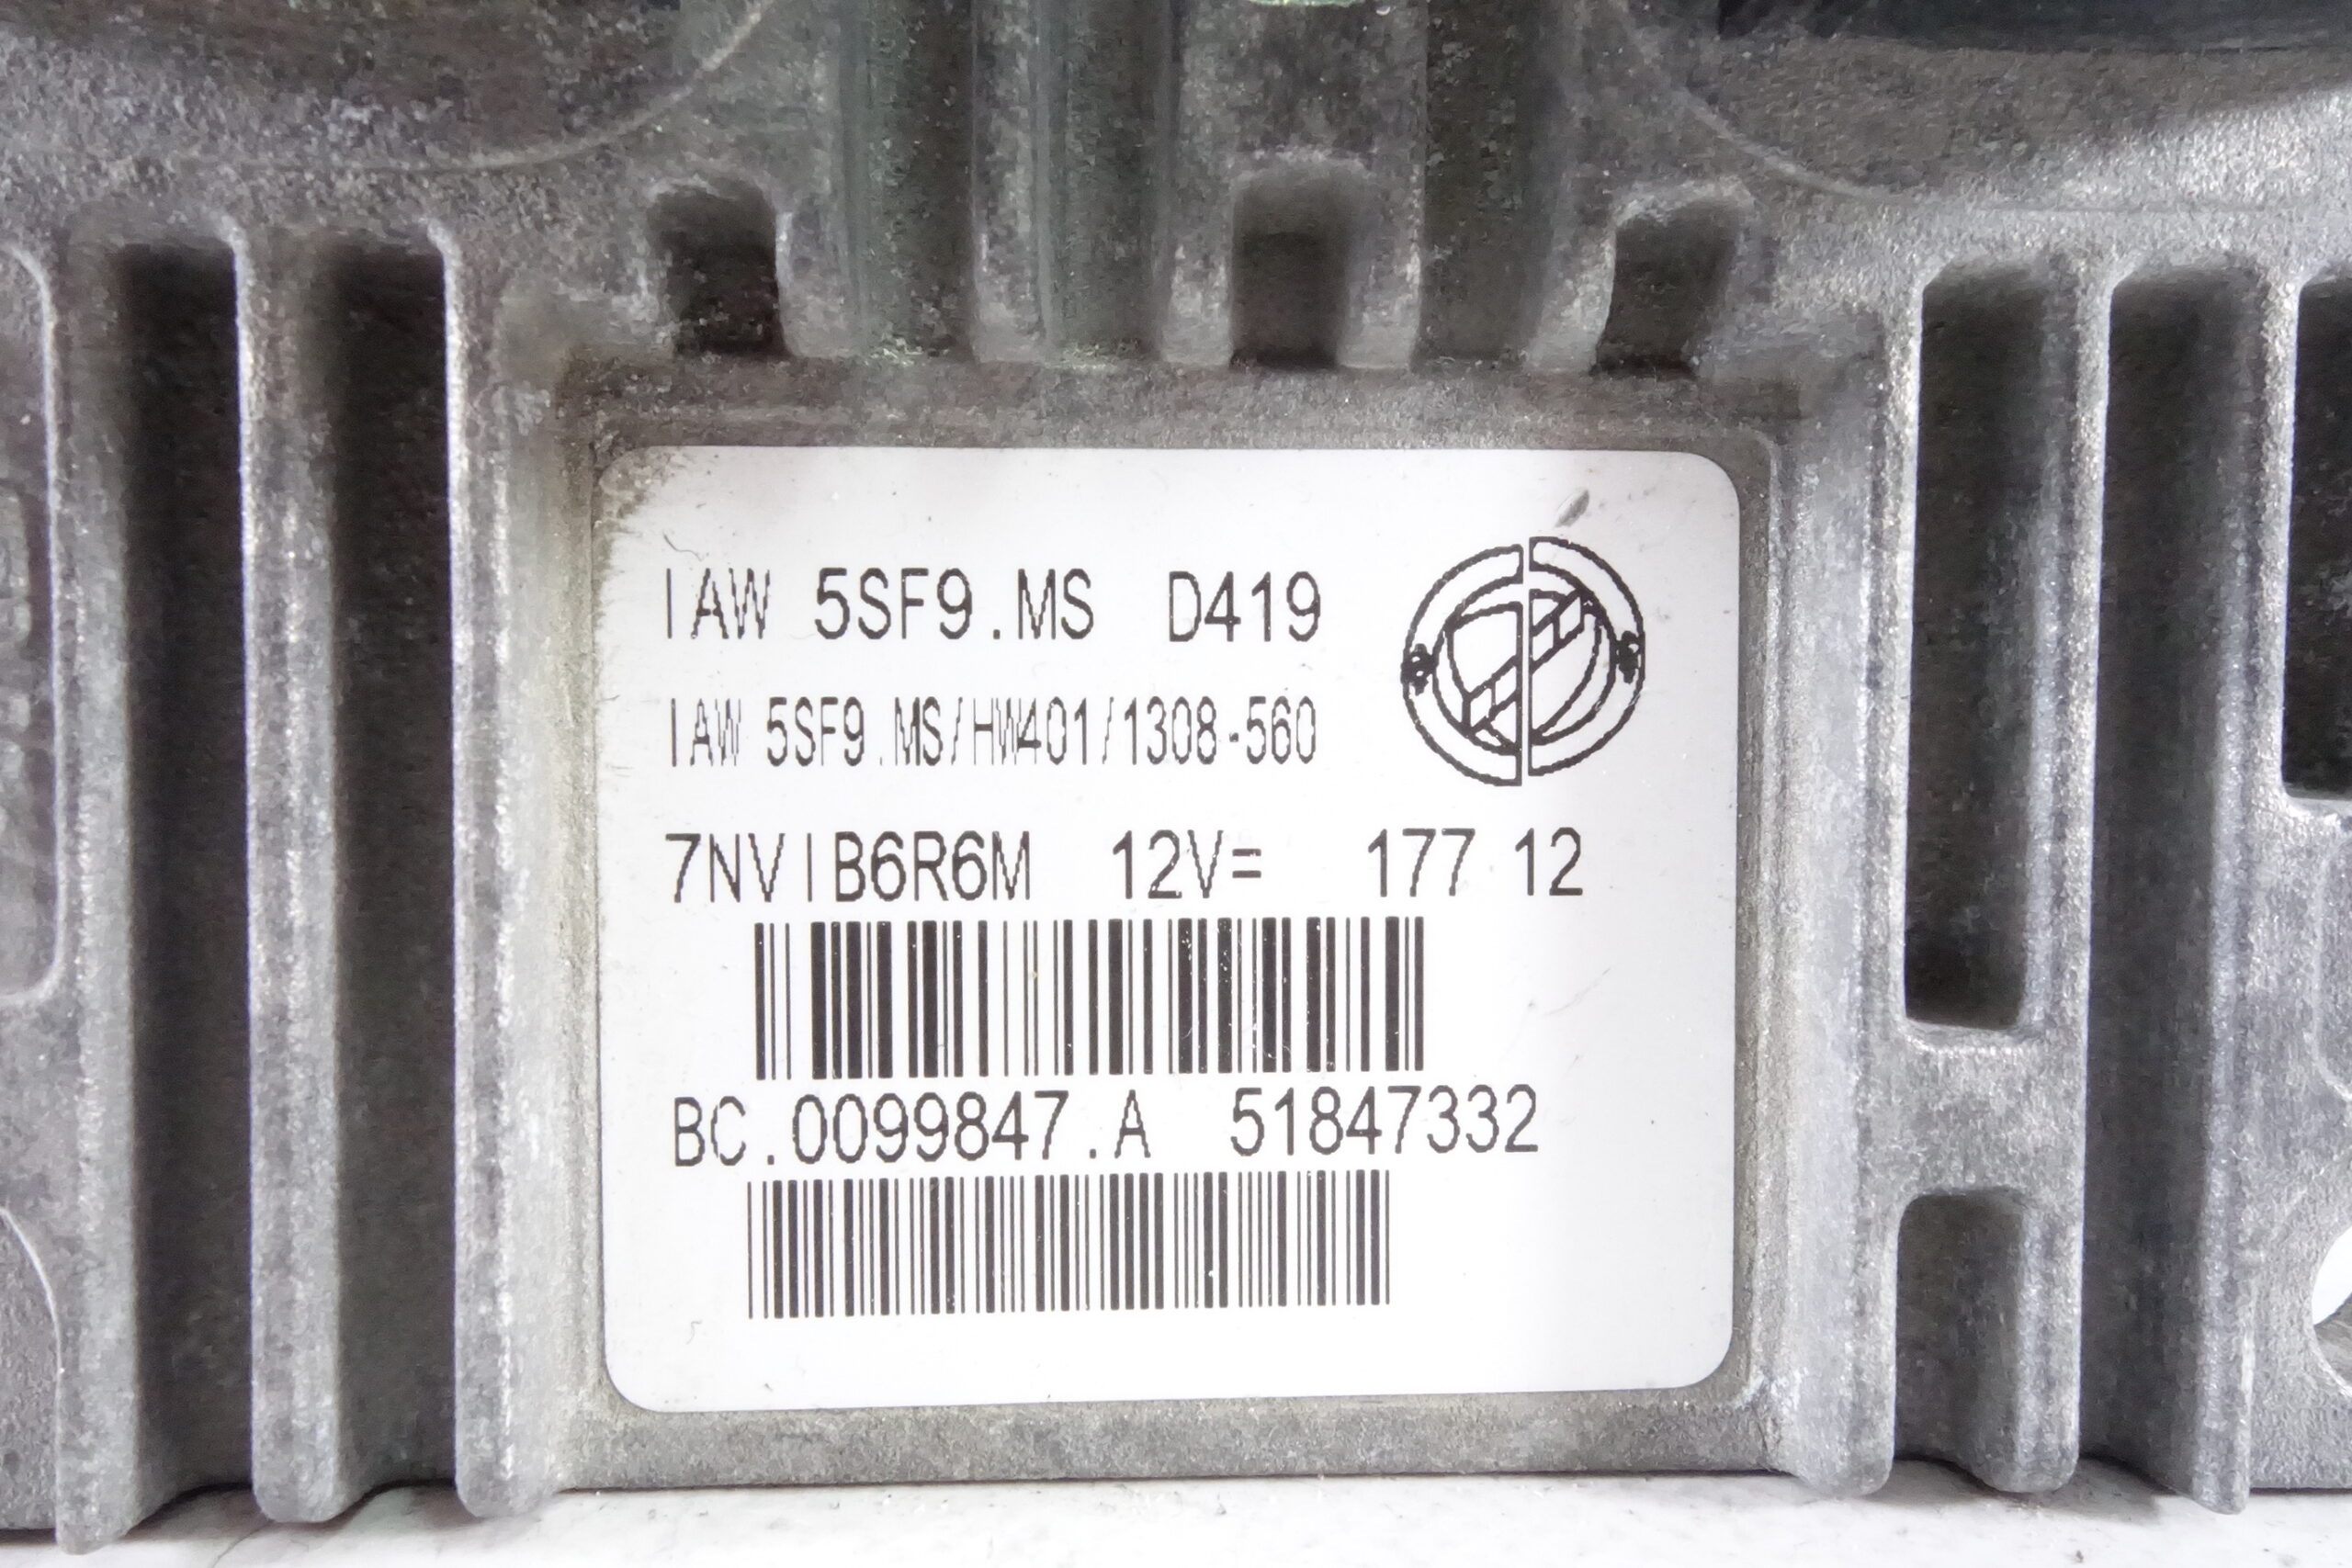 IAW 5SF9.MS D419
IAW 5SF9.MS/HW401/1308-560
7NVIB6R6M 12V= 177 12
BC.0099847.A 51847332